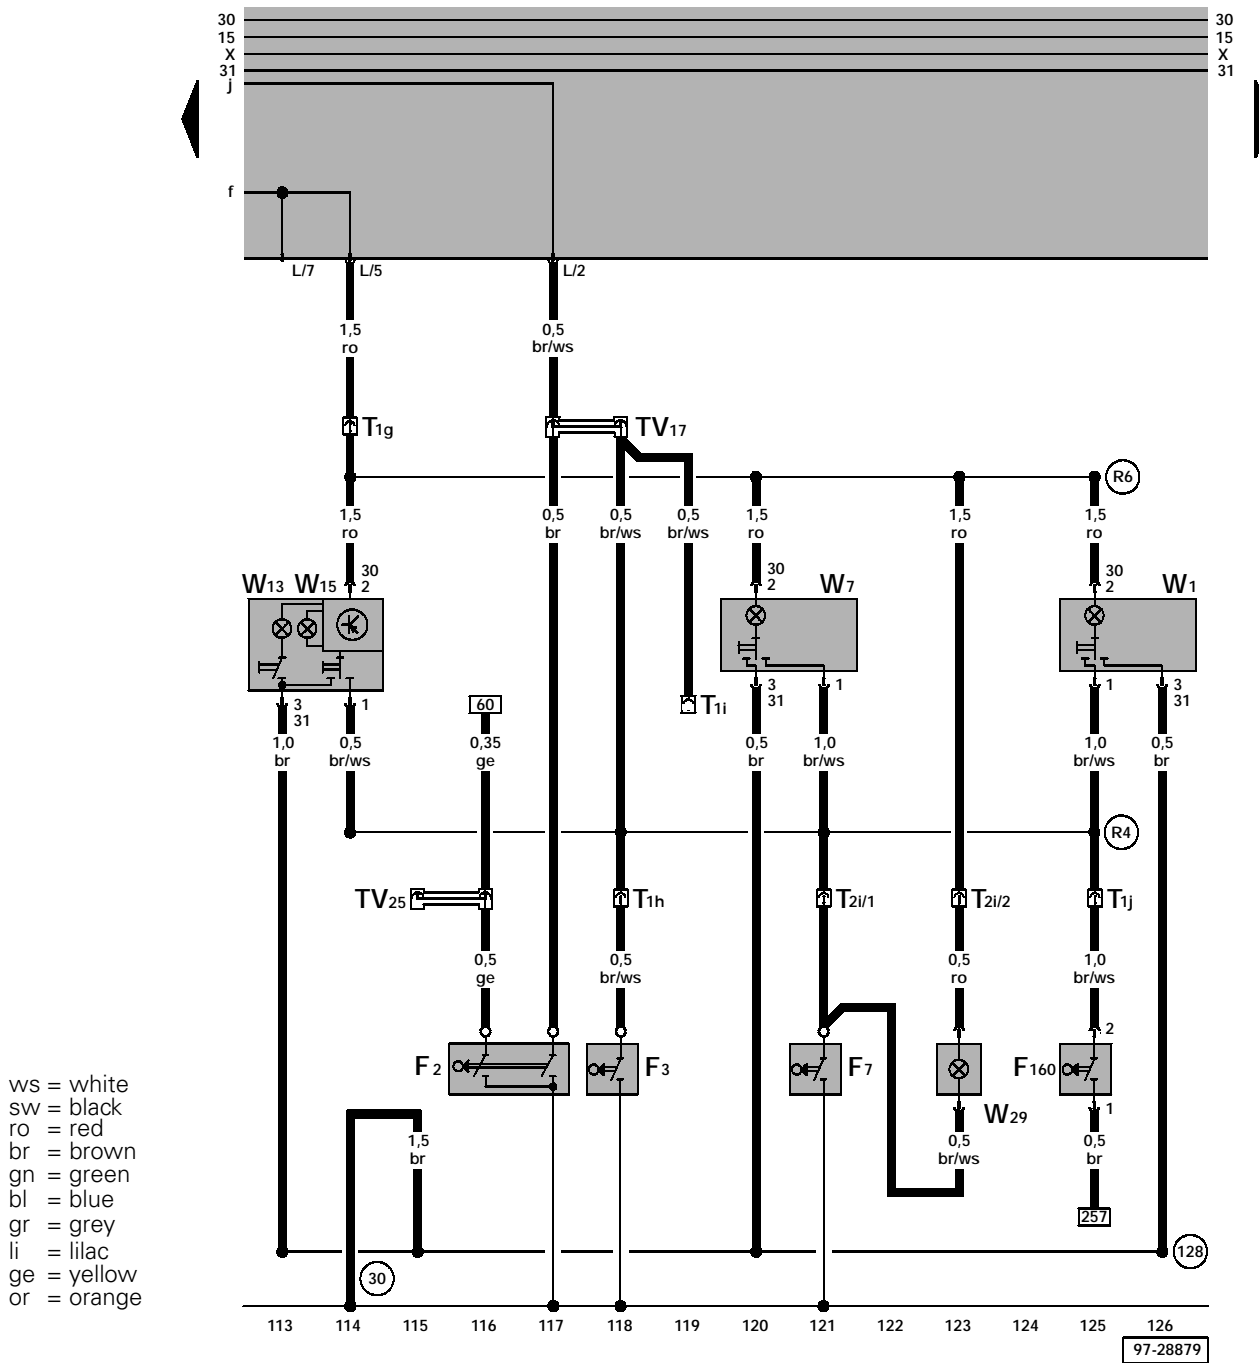 30 30
15 15
X X
31 31
j
f
L/7 L/5 L/2
1,5 0,5
ro br/ws
T1g TV17
R6
1,5 0,5 0,5 0,5 1,5 1,5 1,5
ro br br/ws br/ws ro ro ro
30 30 30
W13 W15 2 2 W7 2 W1
3 1 3 1 1 3
31 31 31
60 T1i
1,0 0,5 0,35 0,5 1,0 1,0 0,5
br br/ws ge br br/ws br/ws br
R4
TV25 T1h T2i/1 T2i/2 T1j
0,5 0,5 0,5 1,0
ge br/ws ro br/ws
2
F2 F3 F7 F160
W29 1
ws = white
sw = black
ro = red
br = brown
gn = green
bl = blue
gr = grey
li = lilac
ge = yellow
or = orange
1,5 0,5 0,5
br br/ws br
257
128
30
113 114 115 116 117 118 119 120 121 122 123 124 125 126
97-28879